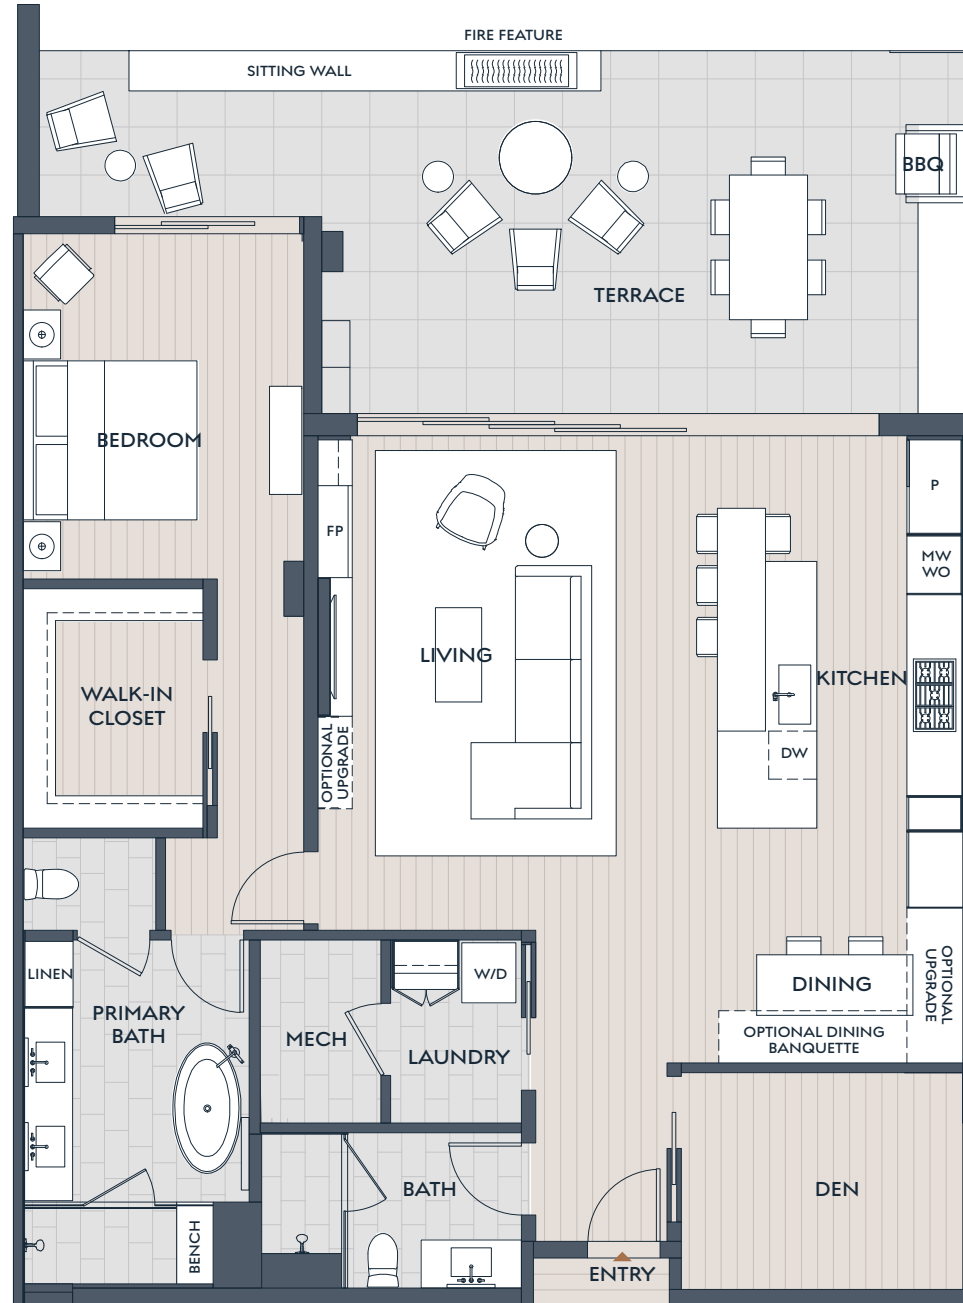 FIRE FEATURE
SITTING WALL
BBQ
TERRACE
BEDROOM
P
FP
MW
WO
LIVING
KITCHEN
WALK-IN
CLOSET
OPTIONAL
UPGRADE
DW
LINEN
W/D
DINING
OPTIONAL
UPGRADE
PRIMARY
BATH
MECH
LAUNDRY
OPTIONAL DINING
BANQUETTE
BATH
DEN
BENCH
ENTRY